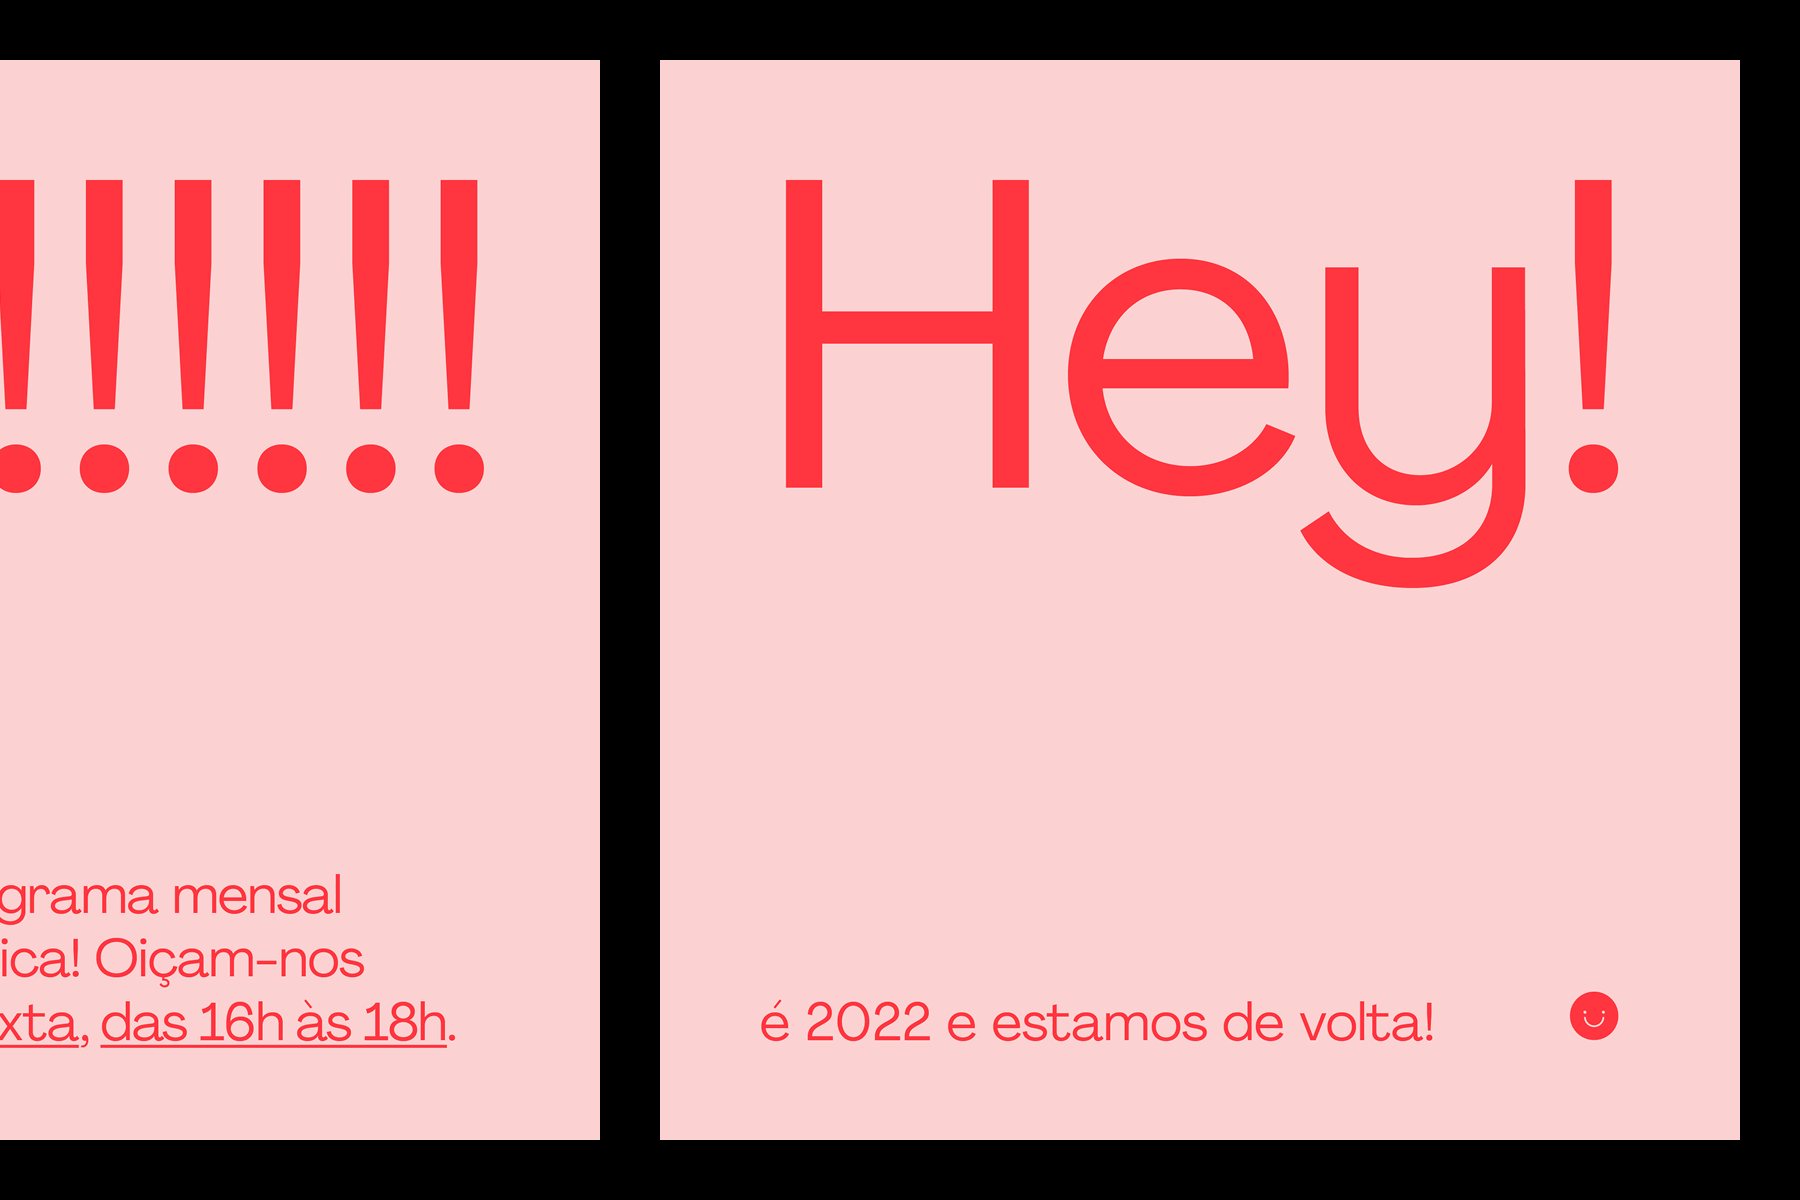 !!!!!!
grama mensal
ica! Oiçam-nos
xta, das 16h às 18h.
Hey!
é 2022 e estamos de volta!